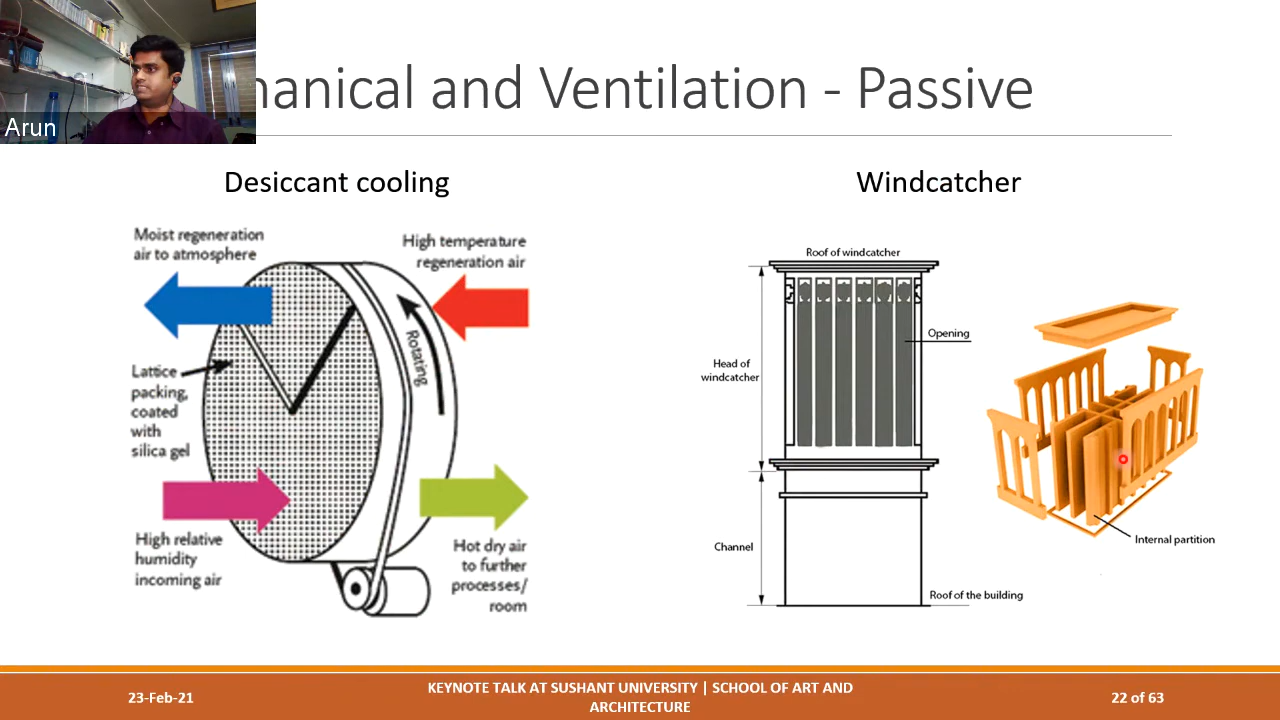 Arun
hanical and Ventilation - Passive
Desiccant cooling
Windcatcher
Moist regeneration
air to atmosphere
High temperature
regeneration air
Rotating
Lattice
packing,
coated
with
silica gel
High relative
humidity
incoming air
Hot dry air
to further
processes/
room
Roof of windcatcher
Opening
Head of
windcatcher
Channel
Roof of the building
Internal partition
23-Feb-21
KEYNOTE TALK AT SUSHANT UNIVERSITY | SCHOOL OF ART AND
ARCHITECTURE
22 of 63